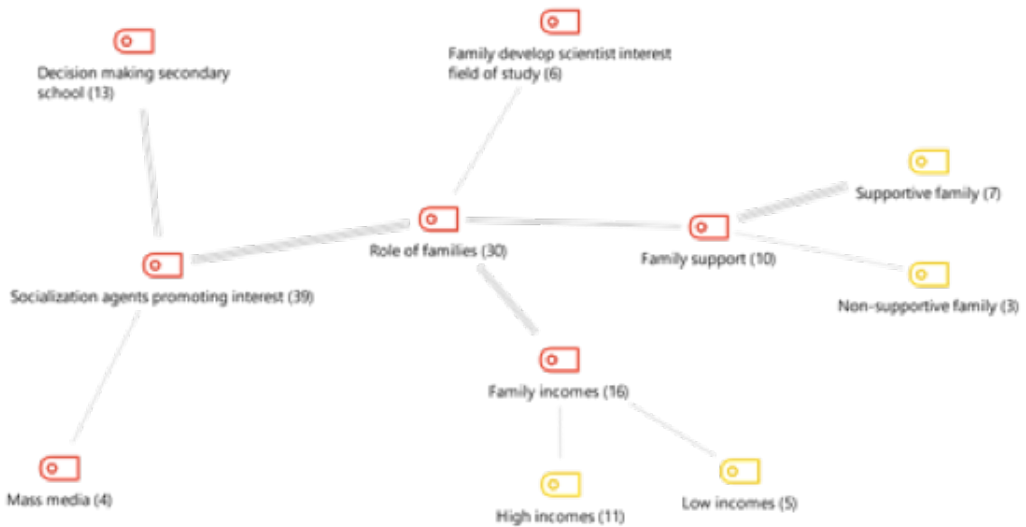 Family develop scientist interest
field of study (6)
Decision making secondary
school (13)
Supportive family (7)
Role of families (30)
Family support (10)
Socialization agents promoting interest (39)
Non-supportive family (3)
Family incomes (16)
Mass media (4)
High incomes (11)
Low incomes (5)